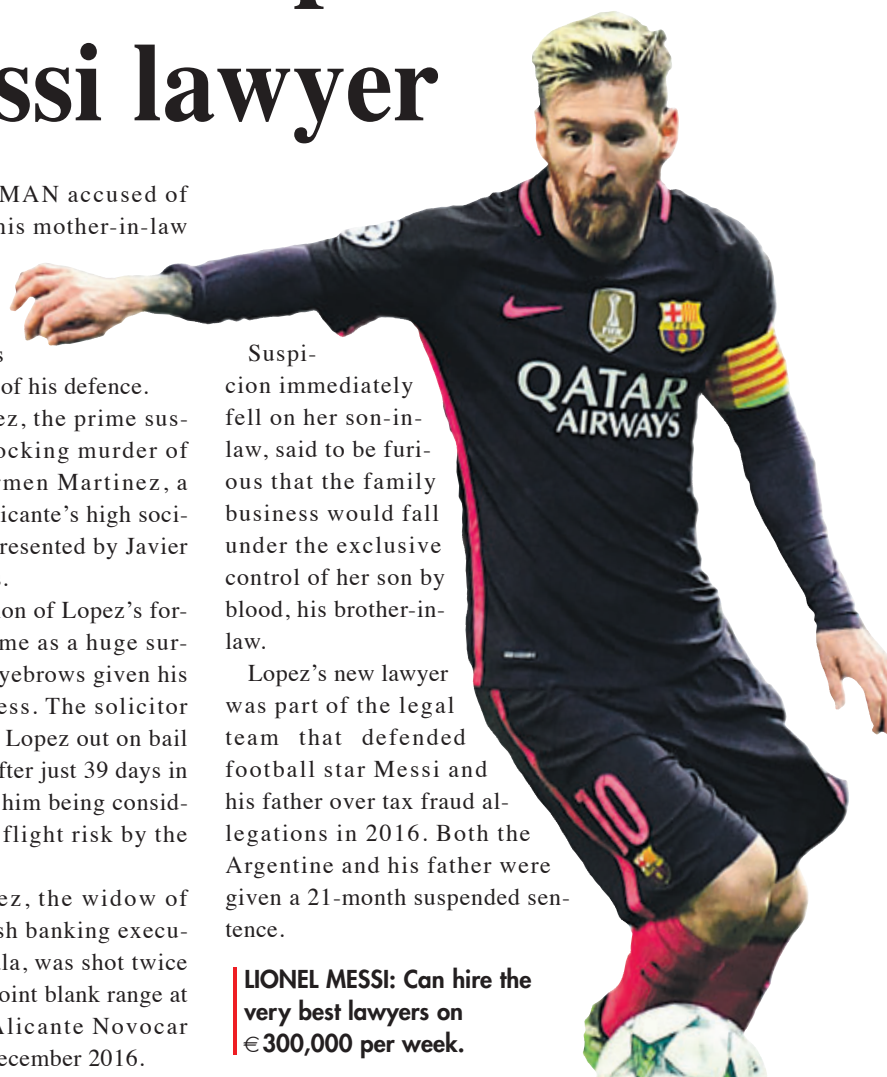 ssi lawyer
MAN accused of
his mother-in-law
s
of his defence.
ez, the prime sus-
ocking murder of
rmen Martinez, a
icante’s high soci-
resented by Javier
s.
ion of Lopez’s for-
me as a huge sur-
yebrows given his
ess. The solicitor
Lopez out on bail
fter just 39 days in
him being consid-
flight risk by the
ez, the widow of
sh banking execu-
la, was shot twice
oint blank range at
Alicante Novocar
ecember 2016.
Suspi-
cion immediately
fell on her son-in-
law, said to be furi-
ous that the family
business would fall
under the exclusive
control of her son by
blood, his brother-in-
law.
Lopez’s new lawyer
was part of the legal
team that defended
football star Messi and
his father over tax fraud al-
legations in 2016. Both the
Argentine and his father were
given a 21-month suspended sen-
tence.
LIONEL MESSI: Can hire the
very best lawyers on
€300,000 per week.
FIFA
FCB
QATAR
AIRWAYS
10